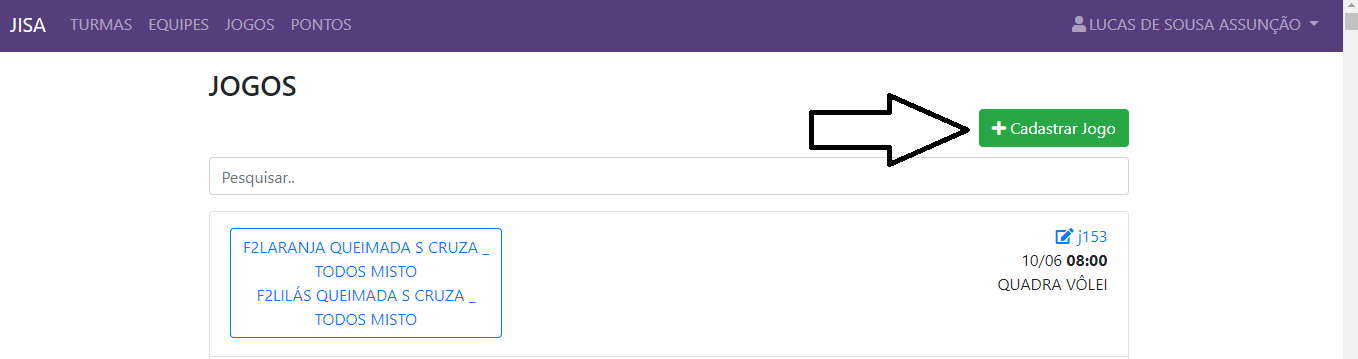 JISA TURMAS EQUIPES JOGOS PONTOS LUCAS DE SOUSA ASSUNÇÃO
JOGOS
Cadastrar Jogo
Pesquisar..
F2LARANJA QUEIMADA S CRUZA _
TODOS MISTO
F2LILÁS QUEIMADA S CRUZA _
TODOS MISTO
j153
10/06 08:00
QUADRA VÔLEI